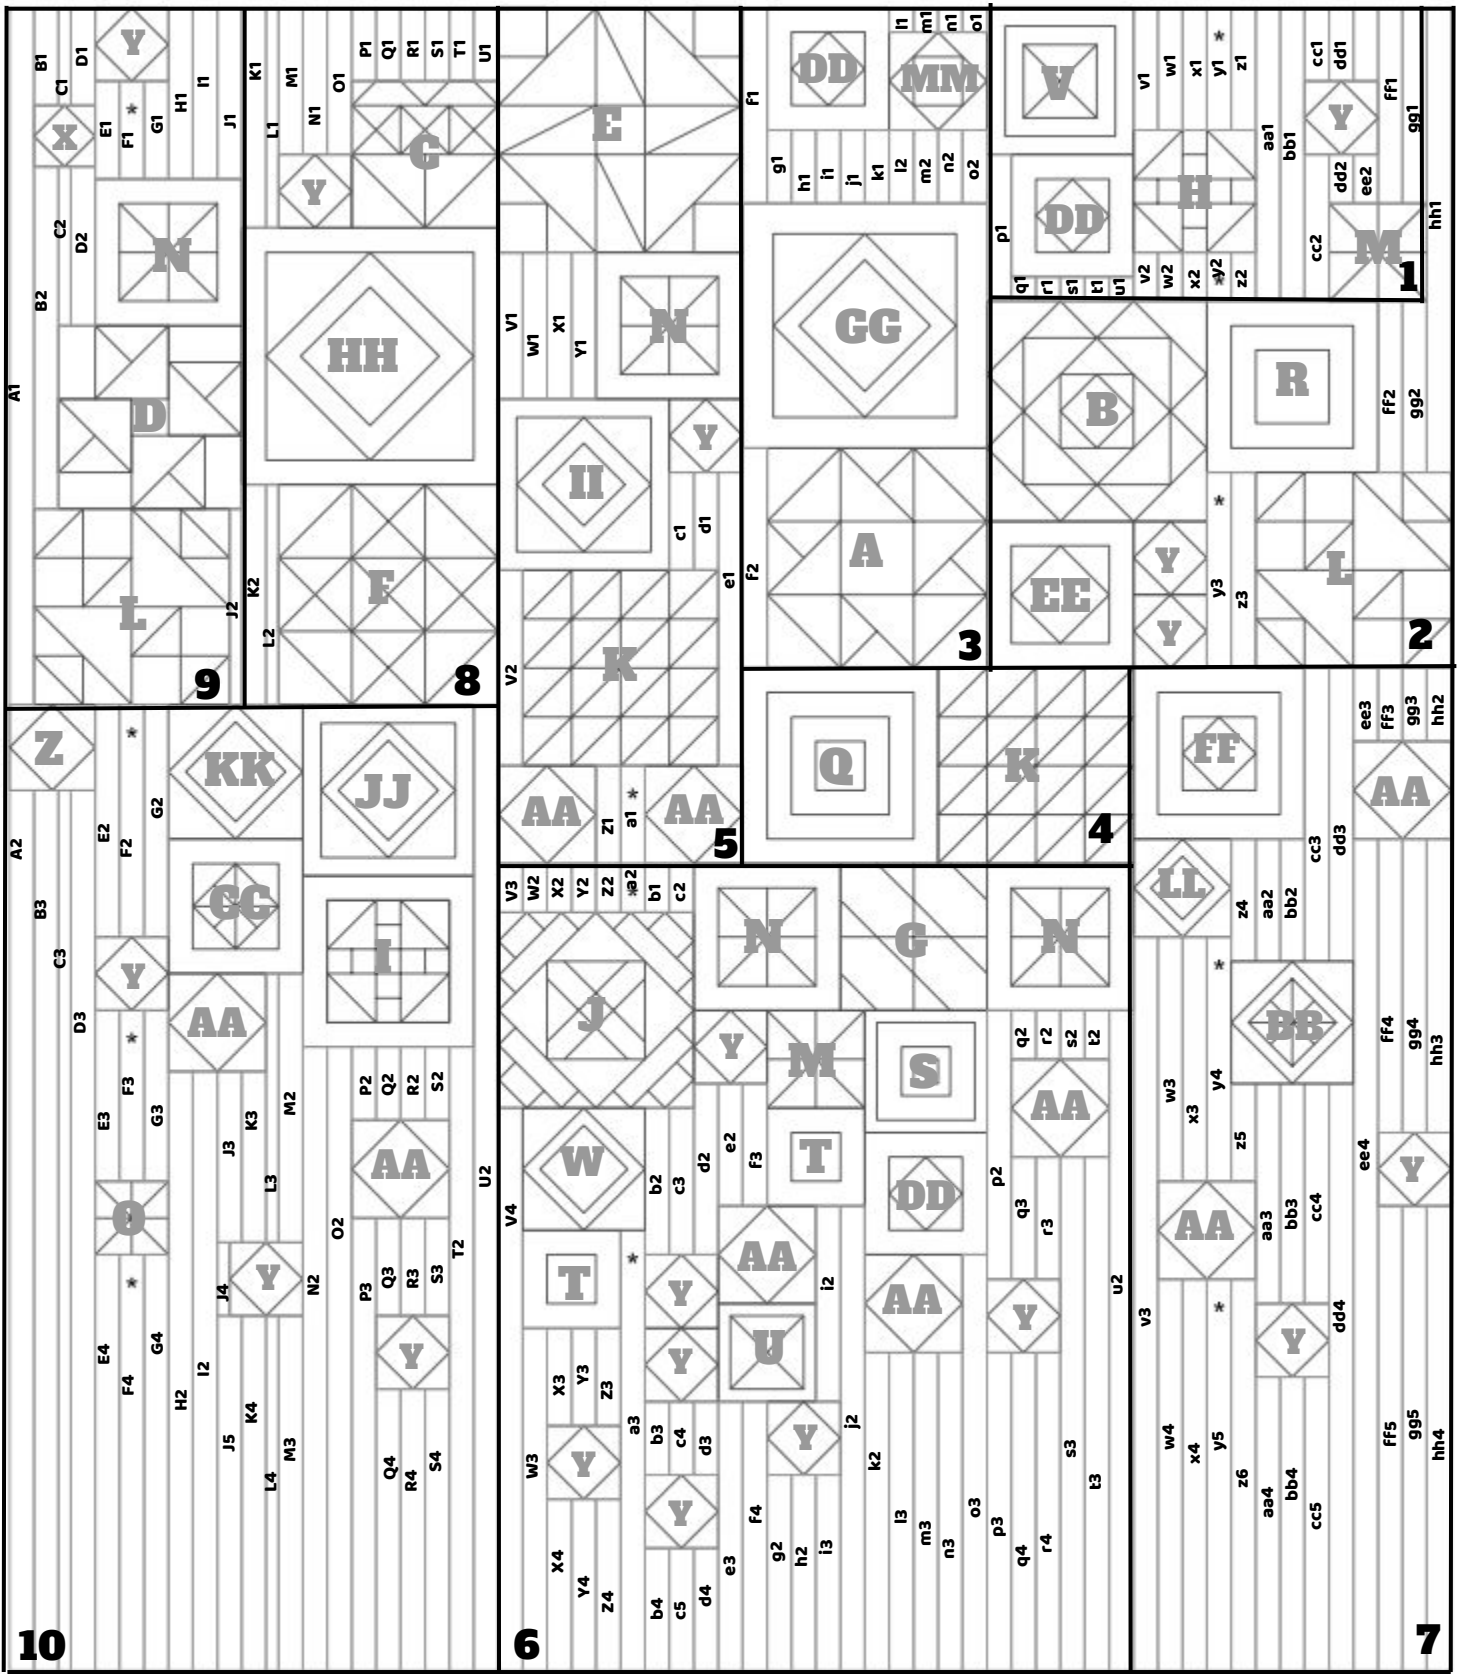 B1
C1
D1
Y
X
*
E1
F1
G1
H1
I1
J1
A1
B2
C2
D2
N
D
L
J2
9
K1
L1
M1
N1
O1
P1
Q1
R1
S1
T1
U1
Y
C
HH
K2
L2
F
8
E
V1
W1
X1
Y1
N
II
Y
c1
d1
e1
V2
K
AA
Z1
*
a1
AA
5
f1
DD
l1
m1
n1
o1
MM
g1
h1
i1
j1
k1
l2
m2
n2
o2
GG
f2
A
3
V
v1
w1
x1
*
y1
z1
aa1
bb1
cc1
dd1
Y
ff1
gg1
hh1
p1
DD
q1
r1
s1
t1
u1
H
v2
w2
x2
y2
*
z2
dd2
ee2
cc2
M
1
B
R
ff2
gg2
EE
Y
Y
*
y3
z3
L
2
Q
K
4
Z
A2
B3
C3
D3
*
E2
F2
G2
Y
*
E3
F3
G3
O
*
E4
F4
G4
KK
CC
AA
H2
I2
J3
K3
L3
M2
J4
Y
J5
K4
L4
M3
N2
JJ
I
O2
P2
Q2
R2
S2
AA
P3
Q3
R3
S3
T2
U2
Y
Q4
R4
S4
10
V3
W2
X2
Y2
Z2
a2
*
b1
c2
J
N
G
N
Y
M
S
q2
r2
s2
t2
AA
W
V4
b2
c3
d2
e2
f3
T
DD
p2
q3
r3
T
*
Y
Y
AA
i2
U
AA
Y
u2
X3
Y3
Z3
a3
b3
c4
d3
Y
j2
k2
W3
Y
Y
X4
Y4
Z4
b4
c5
d4
e3
f4
g2
h2
i3
l3
m3
n3
o3
p3
q4
r4
s3
t3
6
FF
ee3
ff3
gg3
hh2
AA
cc3
dd3
LL
z4
aa2
bb2
*
BB
w3
x3
y4
z5
ff4
gg4
hh3
ee4
Y
AA
aa3
bb3
cc4
v3
*
Y
dd4
w4
x4
y5
z6
aa4
bb4
cc5
ff5
gg5
hh4
7